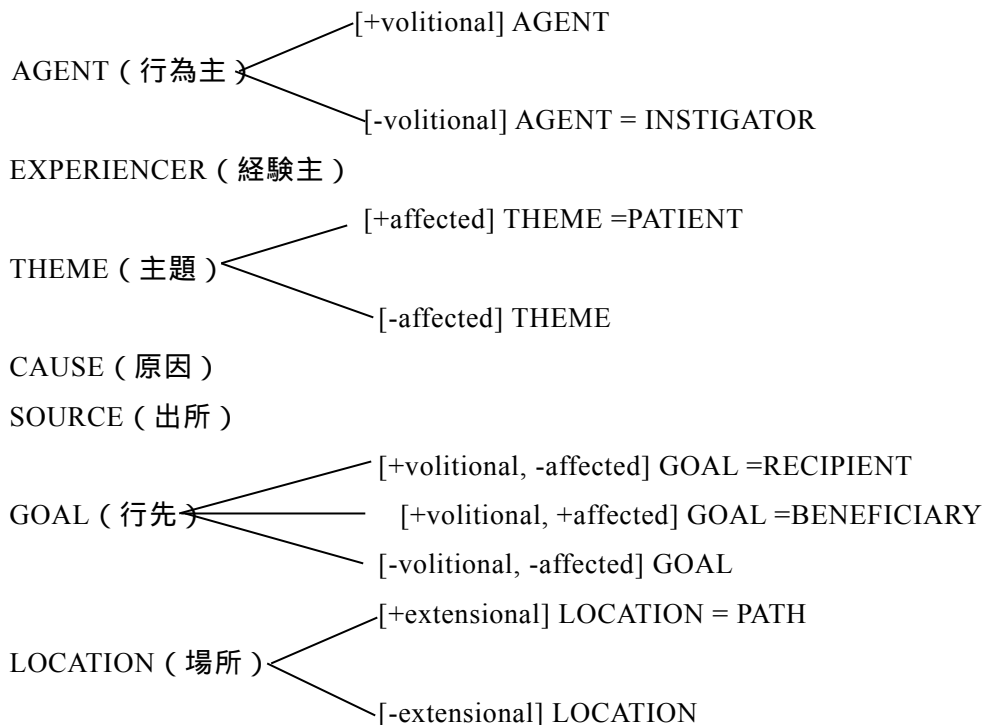 [+volitional] AGENT
AGENT（行為主）
[-volitional] AGENT = INSTIGATOR
EXPERIENCER（経験主）
[+affected] THEME =PATIENT
THEME（主題）
[-affected] THEME
CAUSE（原因）
SOURCE（出所）
[+volitional, -affected] GOAL =RECIPIENT
GOAL（行先）
[+volitional, +affected] GOAL =BENEFICIARY
[-volitional, -affected] GOAL
[+extensional] LOCATION = PATH
LOCATION（場所）
[-extensional] LOCATION